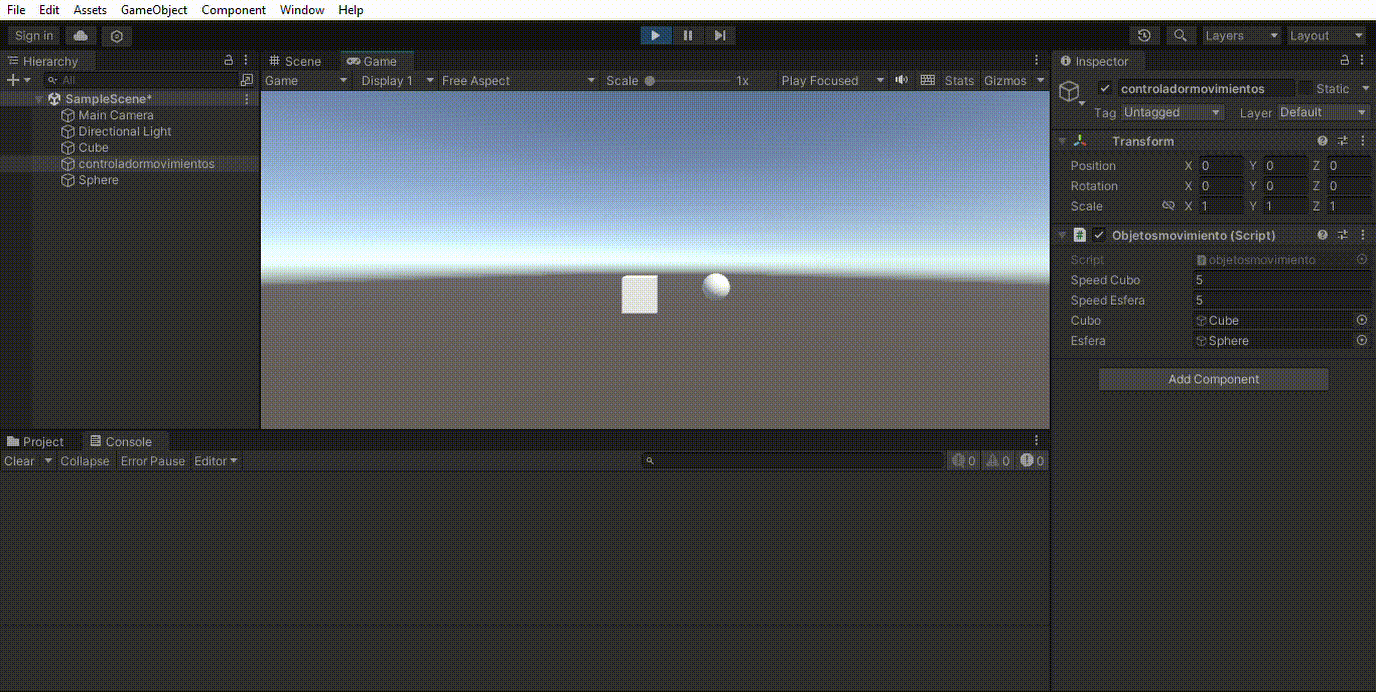 File Edit Assets GameObject Component Window Help
Sign in
Layers
Layout
Hierarchy
All
SampleScene*
Main Camera
Directional Light
Cube
controladormovimientos
Sphere
Scene Game
Game Display 1 Free Aspect Scale 1x Play Focused Stats Gizmos
Inspector
controladormovimientos Static
Tag Untagged Layer Default
Transform
Position X 0 Y 0 Z 0
Rotation X 0 Y 0 Z 0
Scale X 1 Y 1 Z 1
# Objetosmovimiento (Script)
Script objetosmovimiento
Speed Cubo 5
Speed Esfera 5
Cubo Cube
Esfera Sphere
Add Component
Project Console
Clear Collapse Error Pause Editor
0 0 0